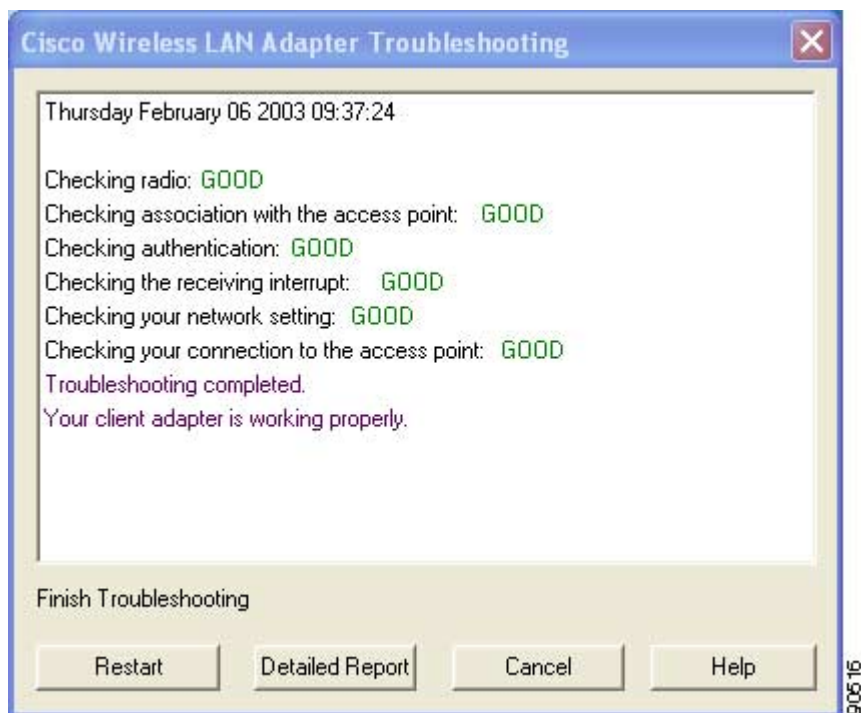 Cisco Wireless LAN Adapter Troubleshooting
Thursday February 06 2003 09:37:24
Checking radio: GOOD
Checking association with the access point: GOOD
Checking authentication: GOOD
Checking the receiving interrupt: GOOD
Checking your network setting: GOOD
Checking your connection to the access point: GOOD
Troubleshooting completed.
Your client adapter is working properly.
Finish Troubleshooting
Restart
Detailed Report
Cancel
Help
90516